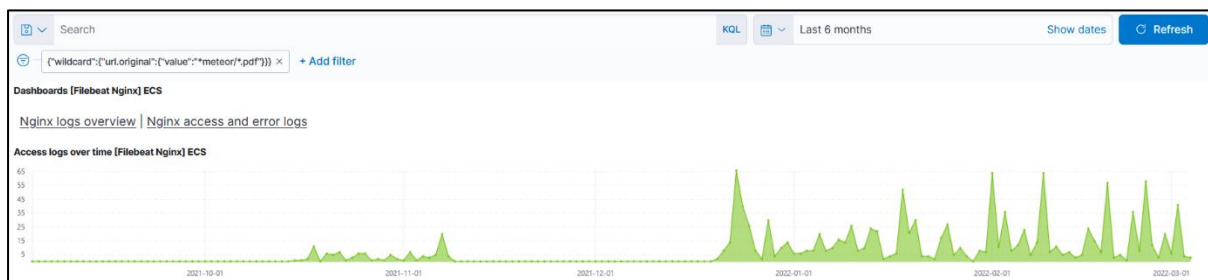 Search KQL Last 6 months Show dates Refresh
{"wildcard":{"url.original":{"value":"*meteor/*.pdf"}}} × + Add filter
Dashboards [Filebeat Nginx] ECS
Nginx logs overview | Nginx access and error logs
Access logs over time [Filebeat Nginx] ECS
65
55
45
35
25
15
5
2021-10-01 2021-11-01 2021-12-01 2022-01-01 2022-02-01 2022-03-01